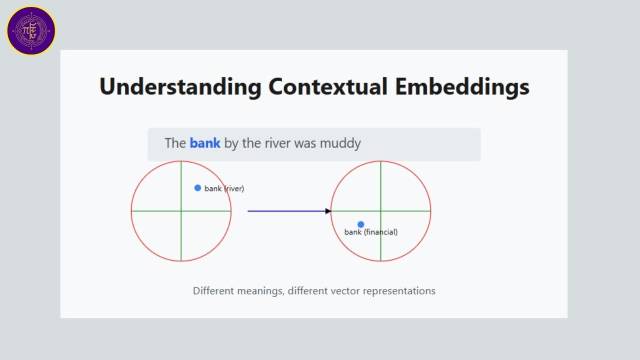 Understanding Contextual Embeddings
The bank by the river was muddy
bank (river)
bank (financial)
Different meanings, different vector representations